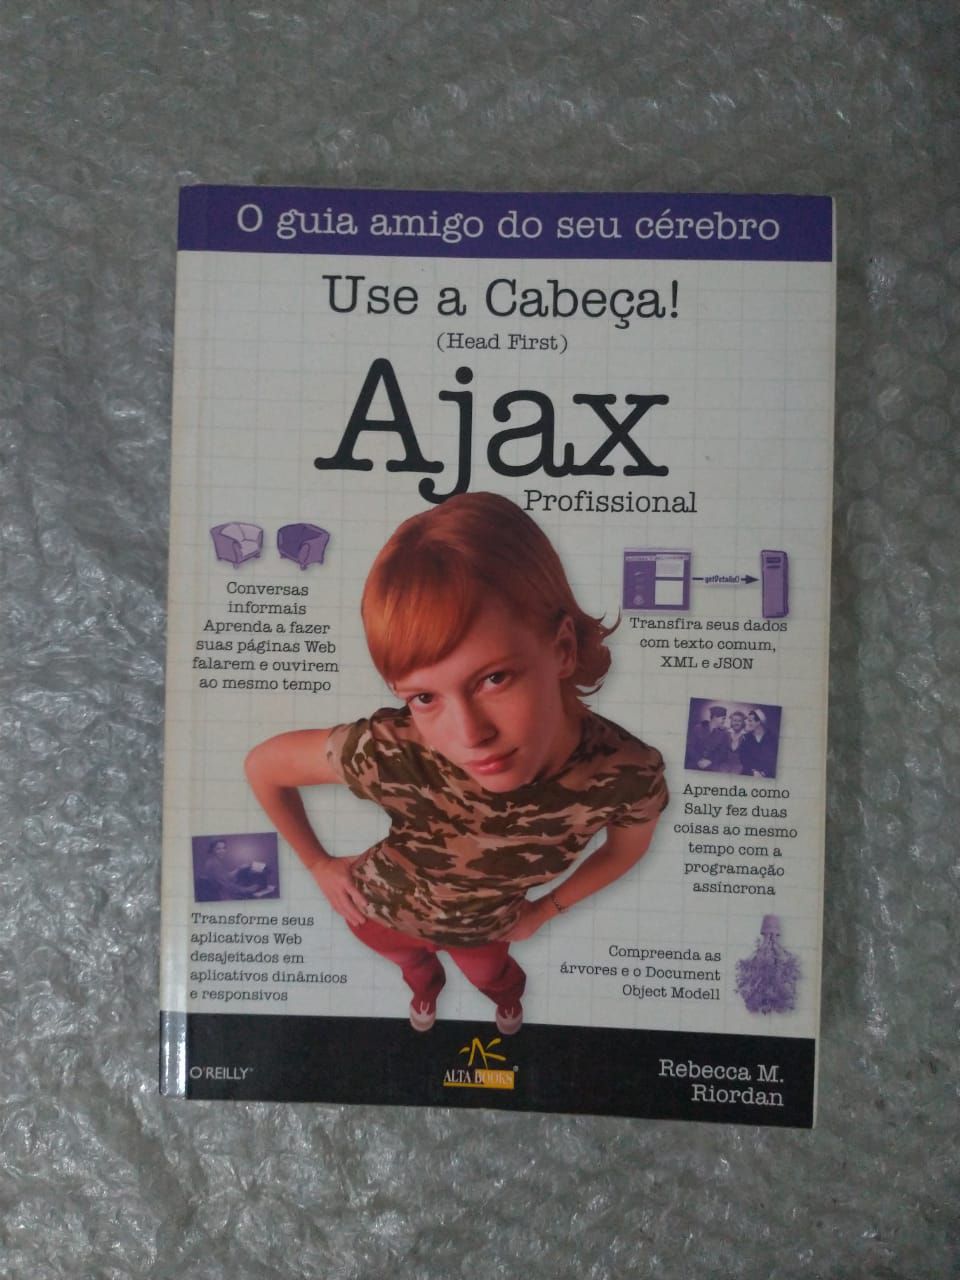 O guia amigo do seu cérebro
Use a Cabeça!
(Head First)
Ajax
Profissional
Conversas
informais
Aprenda a fazer
suas páginas Web
falarem e ouvirem
ao mesmo tempo
getDetails()
Transfira seus dados
com texto comum,
XML e JSON
Aprenda como
Sally fez duas
coisas ao mesmo
tempo com a
programação
assíncrona
Transforme seus
aplicativos Web
desajeitados em
aplicativos dinâmicos
e responsivos
Compreenda as
árvores e o Document
Object Modell
O'REILLY®
ALTA BOOKS®
Rebecca M.
Riordan